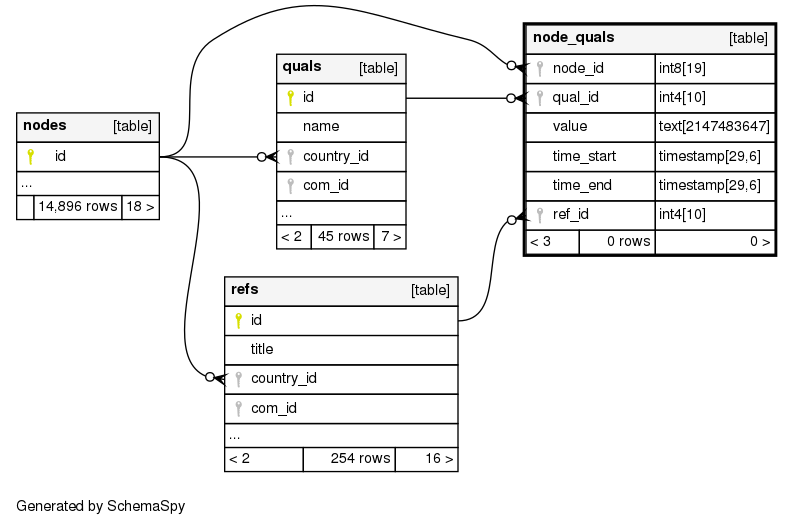 node_quals [table]
node_id int8[19]
qual_id int4[10]
value text[2147483647]
time_start timestamp[29,6]
time_end timestamp[29,6]
ref_id int4[10]
< 3 0 rows 0 >
quals [table]
id
name
country_id
com_id
...
< 2 45 rows 7 >
nodes [table]
id
...
14,896 rows 18 >
refs [table]
id
title
country_id
com_id
...
< 2 254 rows 16 >
Generated by SchemaSpy